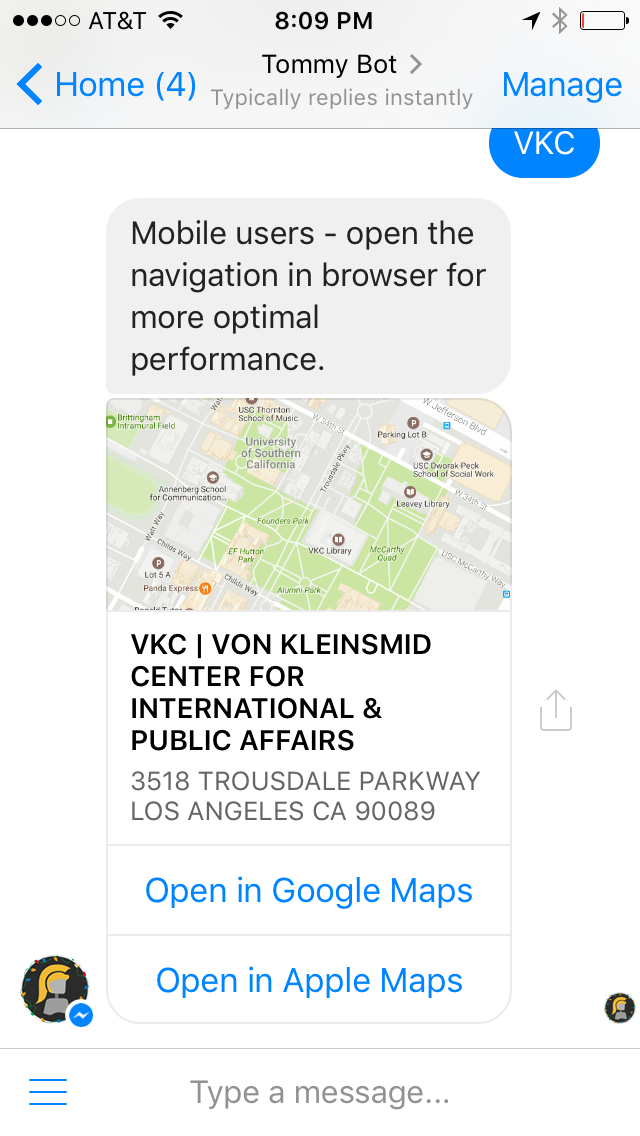 AT&T 8:09 PM
Home (4) Tommy Bot Manage
Typically replies instantly
VKC
Mobile users - open the
navigation in browser for
more optimal
performance.
USC Thornton
School of Music
W Jefferson Blvd
W 34th St
Brittingham
Intramural Field
Parking Lot B
University
of Southern
California
Trousdale Pkwy
USC Dworak-Peck
School of Social Work
Annenberg School
for Communication...
Leavey Library
W 34th St
Watt Way
Founders Park
Childs Way
EF Hutton
Park
VKC Library
McCarthy
Quad
USC McCarthy Way
P
Lot 5 A
Panda Express
Childs Way
Alumni Park
VKC | VON KLEINSMID
CENTER FOR
INTERNATIONAL &
PUBLIC AFFAIRS
3518 TROUSDALE PARKWAY
LOS ANGELES CA 90089
Open in Google Maps
Open in Apple Maps
Type a message...